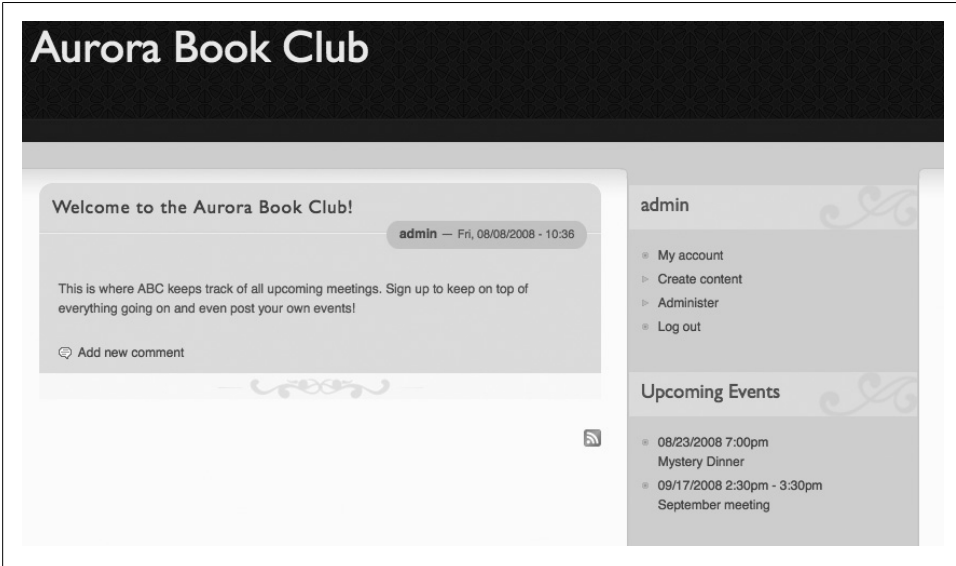 Aurora Book Club
Welcome to the Aurora Book Club!
admin — Fri, 08/08/2008 - 10:36
This is where ABC keeps track of all upcoming meetings. Sign up to keep on top of
everything going on and even post your own events!
Add new comment
admin
My account
Create content
Administer
Log out
Upcoming Events
08/23/2008 7:00pm
Mystery Dinner
09/17/2008 2:30pm - 3:30pm
September meeting